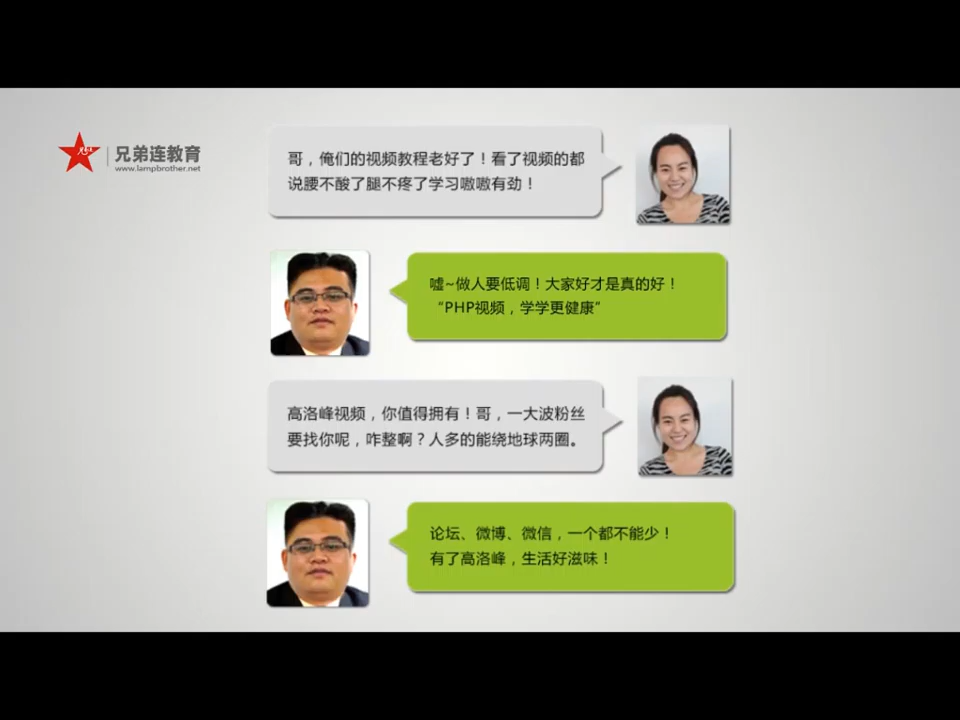 兄弟连教育
www.lampbrother.net
哥，俺们的视频教程老好了！看了视频的都
说腰不酸了腿不疼了学习嗷嗷有劲！
嘘~做人要低调！大家好才是真的好！
“PHP视频，学学更健康”
高洛峰视频，你值得拥有！哥，一大波粉丝
要找你呢，咋整啊？人多的能绕地球两圈。
论坛、微博、微信，一个都不能少！
有了高洛峰，生活好滋味！